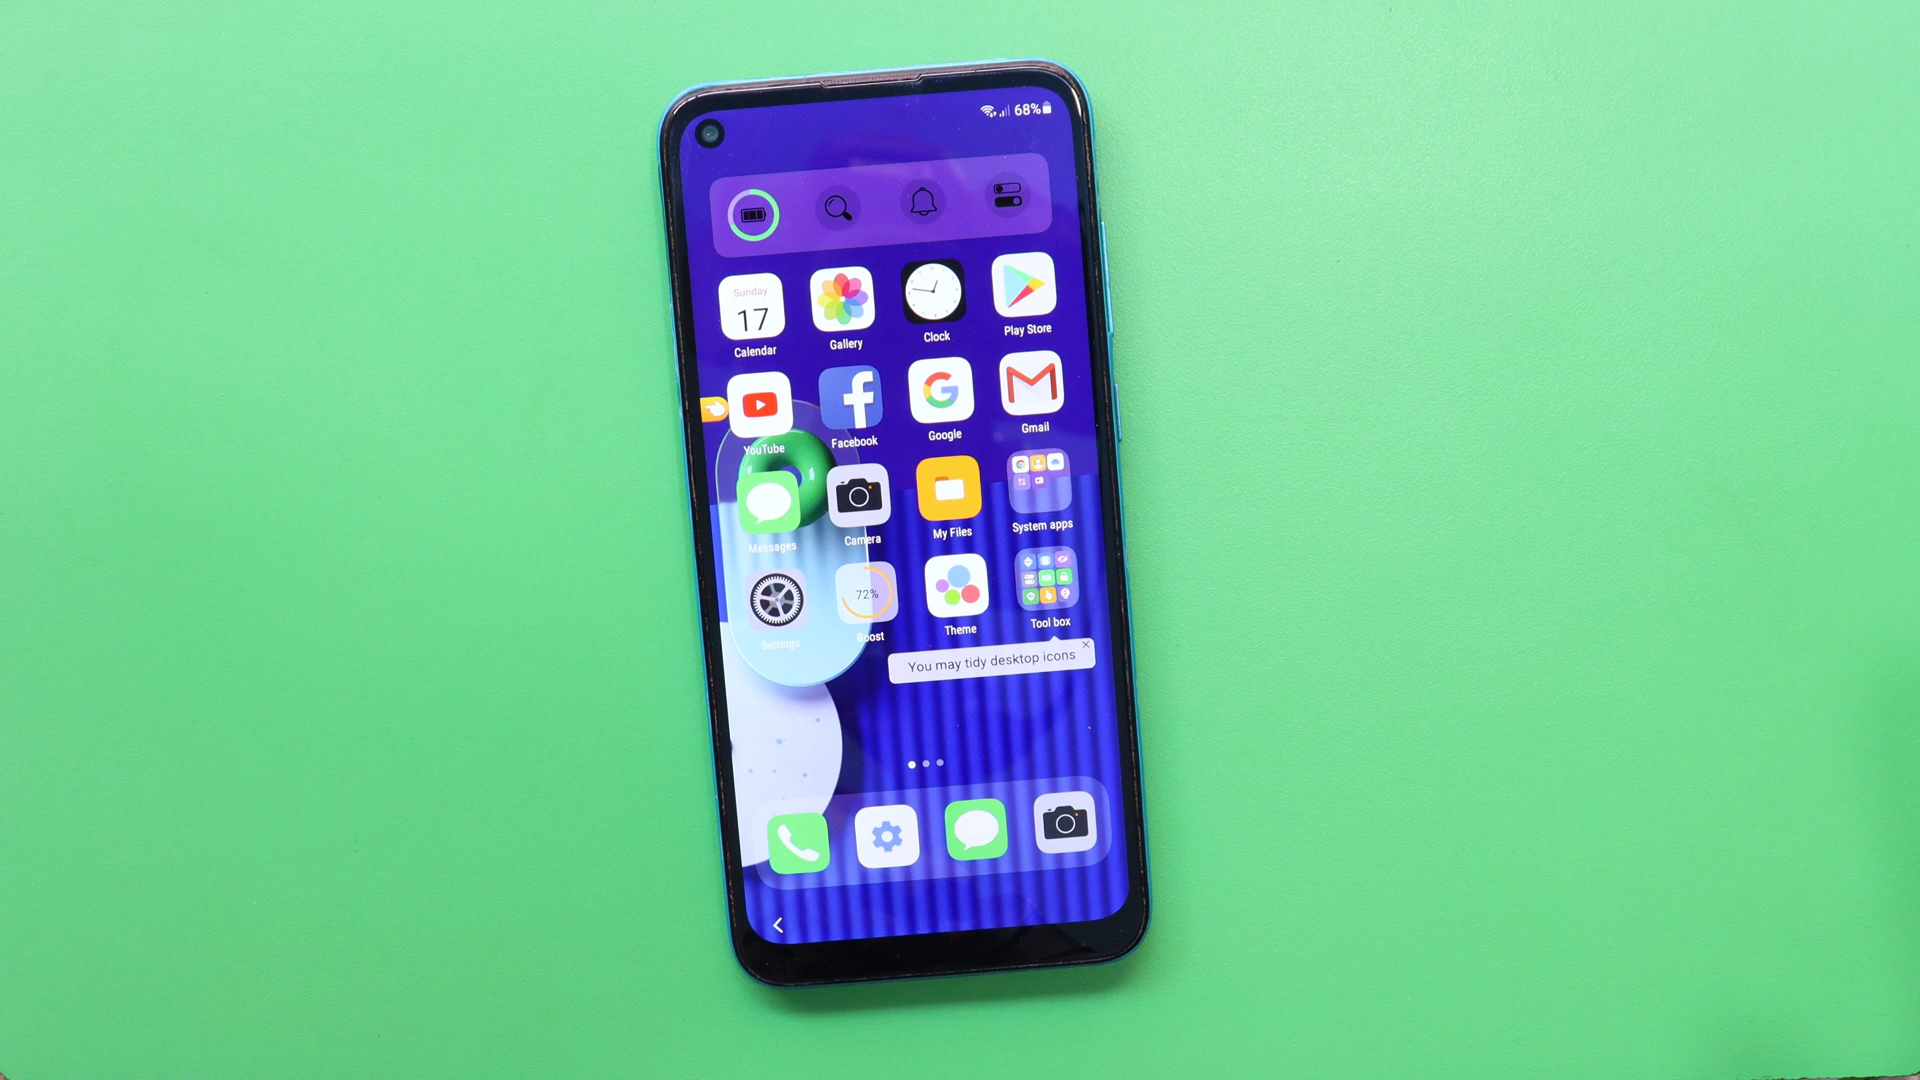 68%
Sunday
17
Calendar
Gallery
Clock
Play Store
YouTube
Facebook
Google
Gmail
Messages
Camera
My Files
System apps
72%
Settings
Boost
Theme
Tool box
You may tidy desktop icons